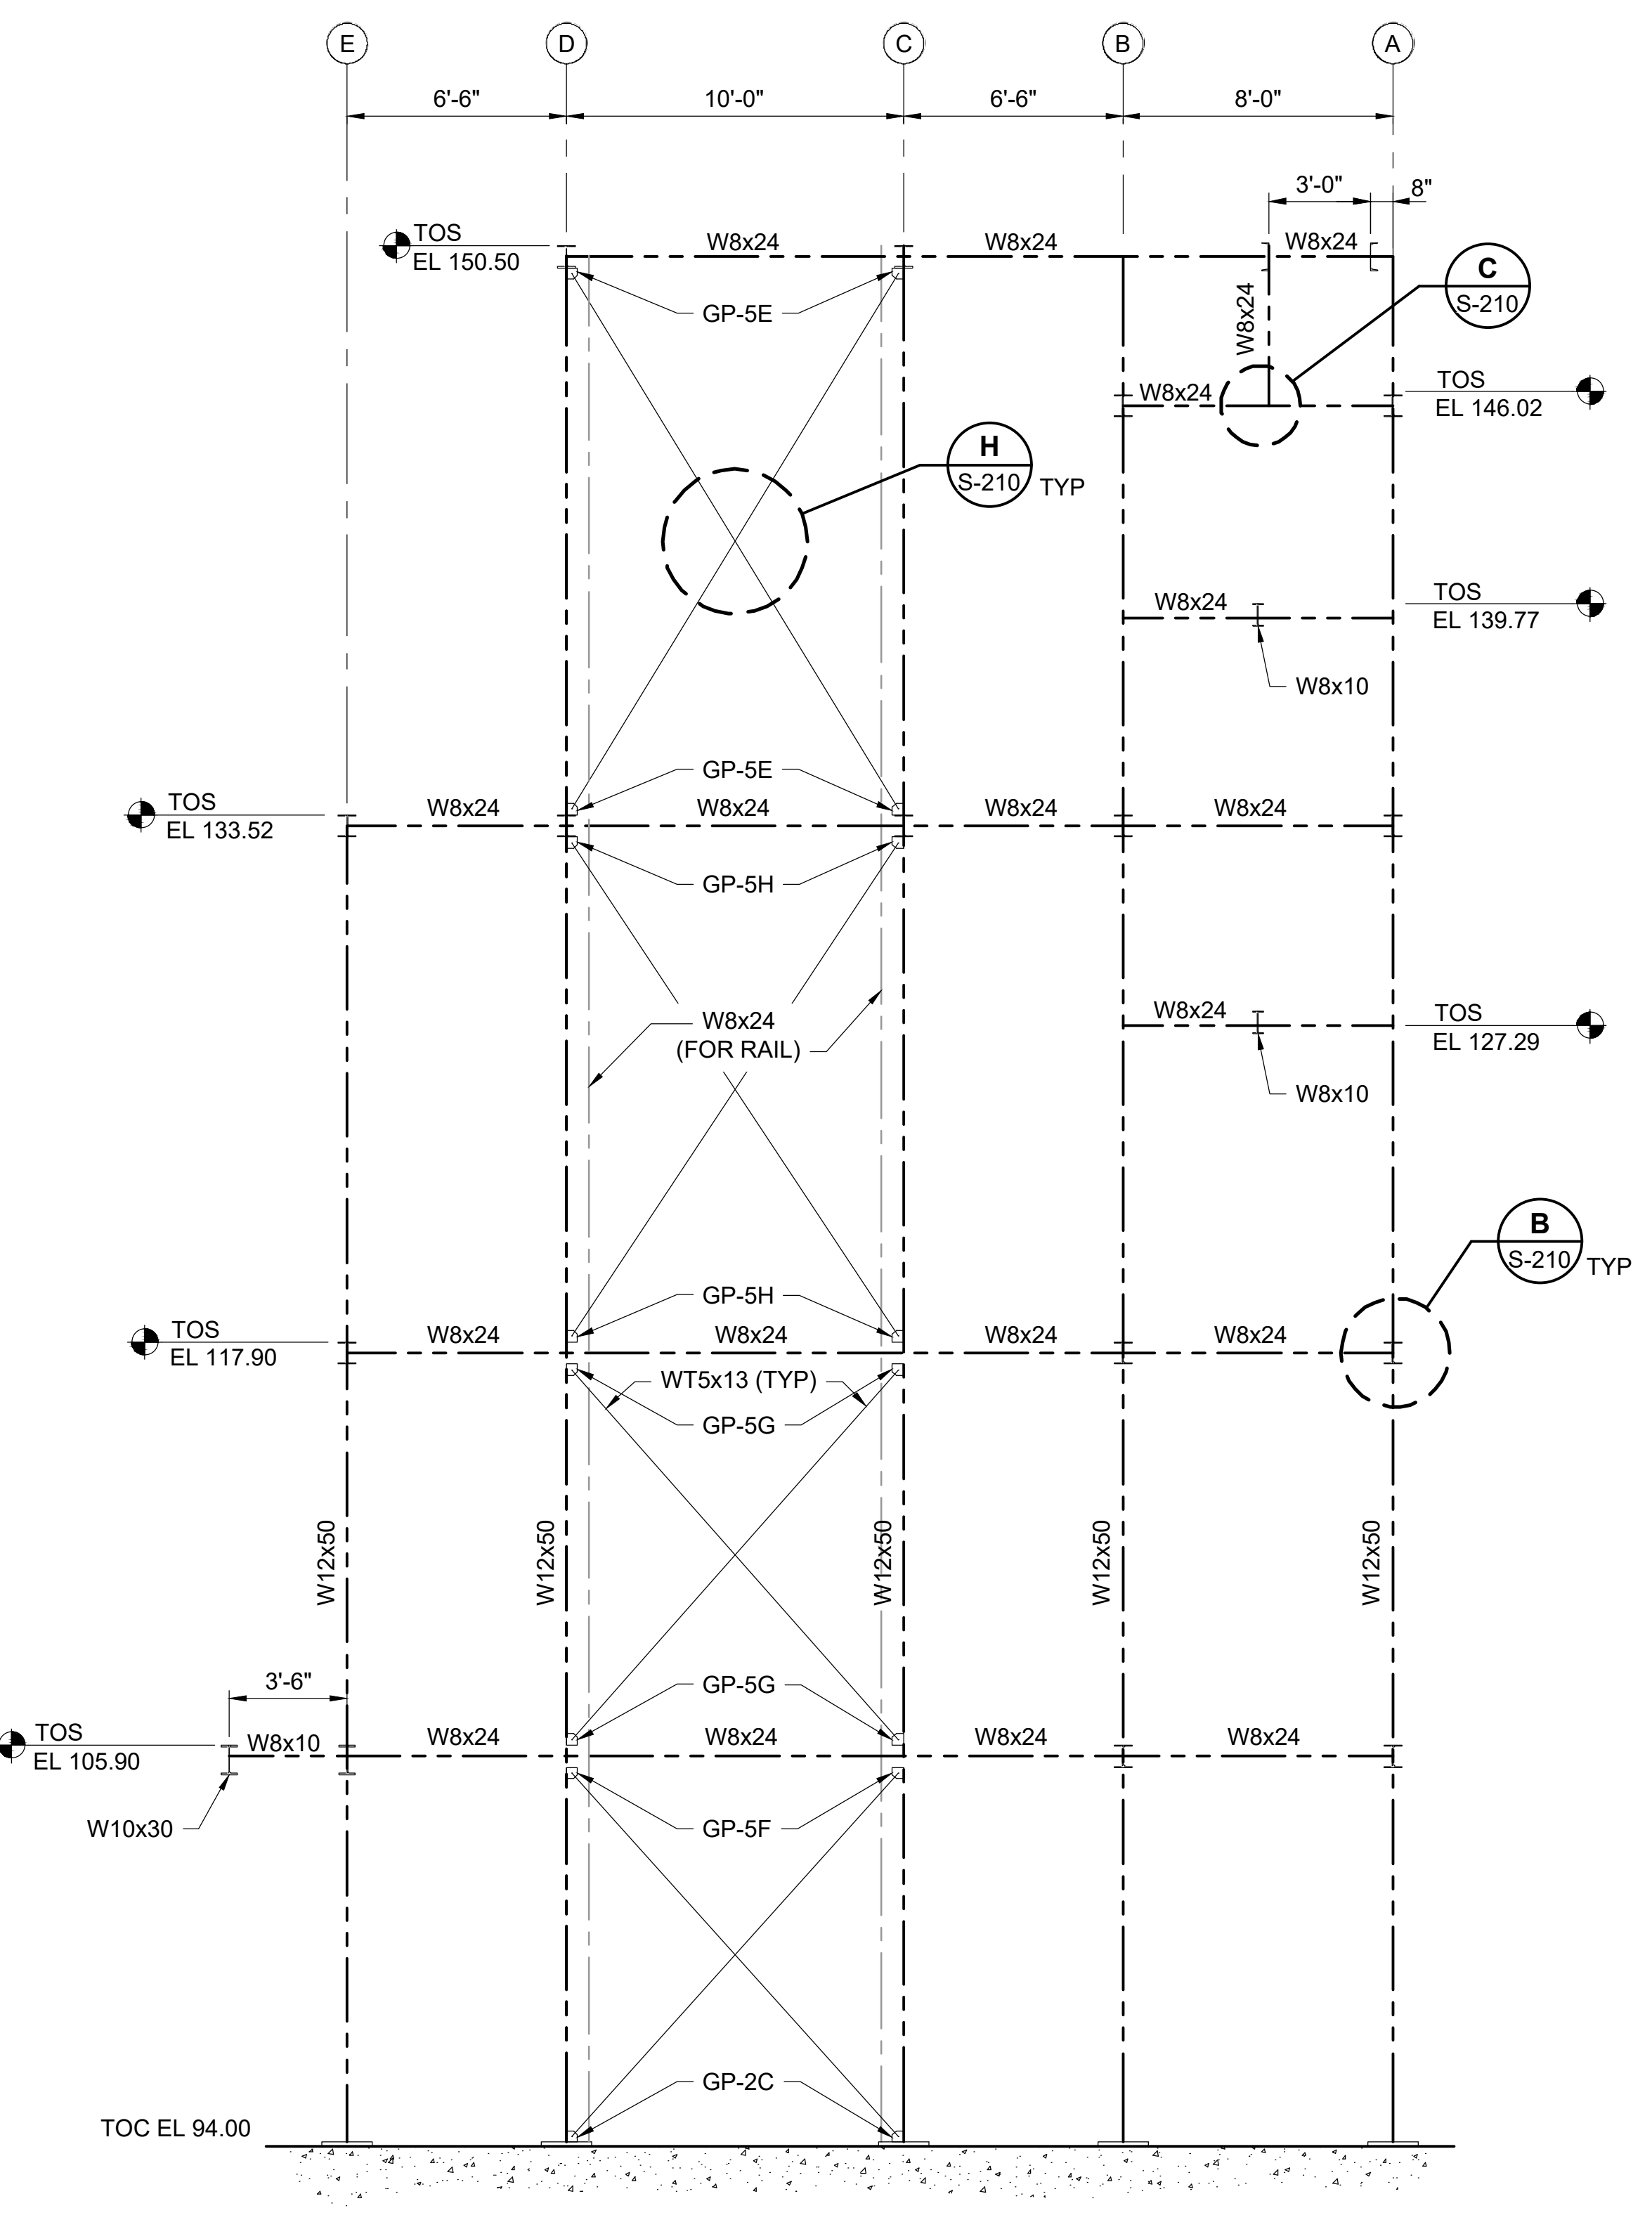 E
D
C
B
A
6'-6"
10'-0"
6'-6"
8'-0"
3'-0"
8"
TOS
EL 150.50
W8x24
W8x24
W8x24
C
S-210
GP-5E
W8x24
TOS
EL 146.02
W8x24
H
S-210
TYP
TOS
EL 139.77
W8x24
W8x10
GP-5E
TOS
EL 133.52
W8x24
W8x24
W8x24
W8x24
GP-5H
W8x24
(FOR RAIL)
W8x24
TOS
EL 127.29
W8x10
B
S-210
TYP
GP-5H
TOS
EL 117.90
W8x24
W8x24
W8x24
W8x24
WT5x13 (TYP)
GP-5G
W12x50
W12x50
W12x50
W12x50
W12x50
3'-6"
GP-5G
TOS
EL 105.90
W8x10
W8x24
W8x24
W8x24
W8x24
W10x30
GP-5F
GP-2C
TOC EL 94.00